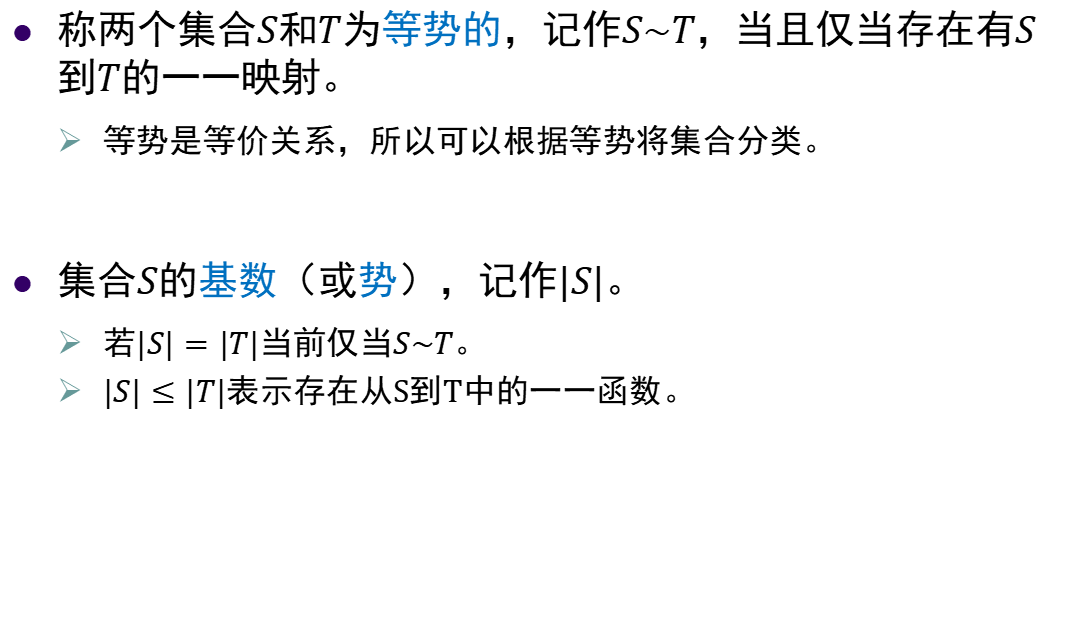 称两个集合S和T为等势的，记作S~T，当且仅当存在有S
到T的一一映射。
等势是等价关系，所以可以根据等势将集合分类。
集合S的基数（或势），记作|S|。
若|S| = |T|当前仅当S~T。
|S| ≤ |T|表示存在从S到T中的一一函数。